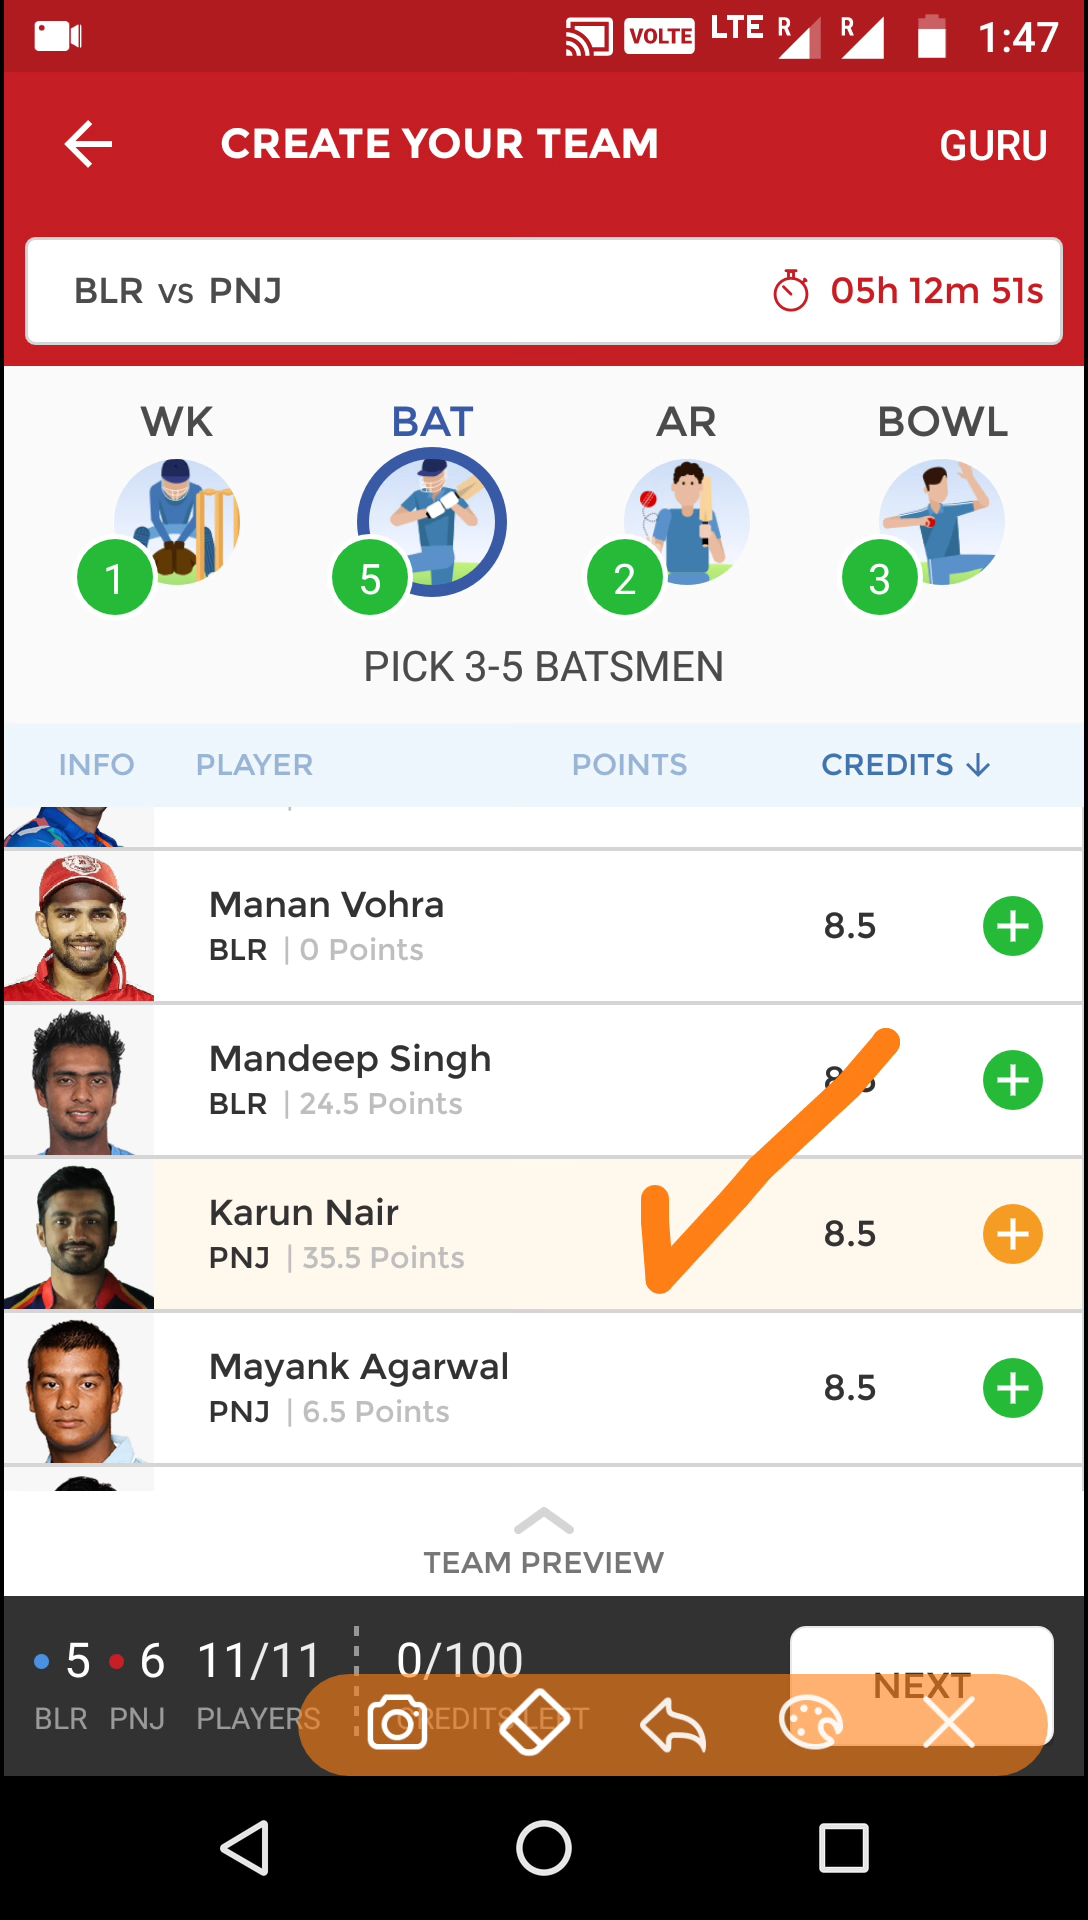 VOLTE LTE R R 1:47
CREATE YOUR TEAM GURU
BLR vs PNJ 05h 12m 51s
WK BAT AR BOWL
1 5 2 3
PICK 3-5 BATSMEN
INFO PLAYER POINTS CREDITS
Manan Vohra
BLR | 0 Points 8.5
Mandeep Singh
BLR | 24.5 Points
Karun Nair
PNJ | 35.5 Points 8.5
Mayank Agarwal
PNJ | 6.5 Points 8.5
TEAM PREVIEW
5 6 11/11 0/100 NEXT
BLR PNJ PLAYERS CREDITS LEFT